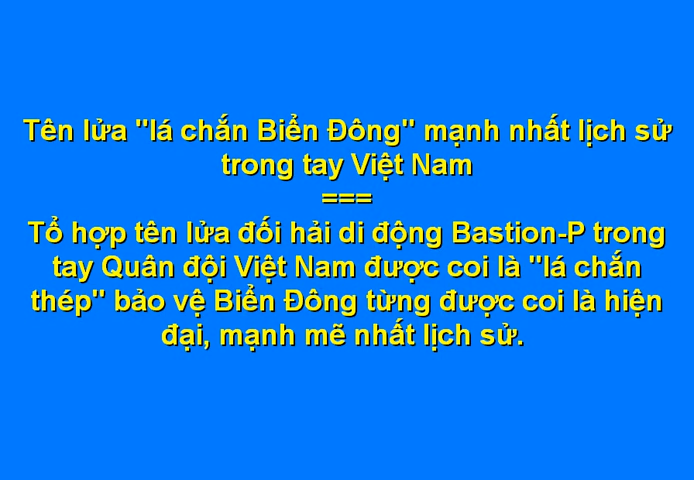 Tên lửa "lá chắn Biển Đông" mạnh nhất lịch sử
trong tay Việt Nam
===
Tổ hợp tên lửa đối hải di động Bastion-P trong
tay Quân đội Việt Nam được coi là "lá chắn
thép" bảo vệ Biển Đông từng được coi là hiện
đại, mạnh mẽ nhất lịch sử.